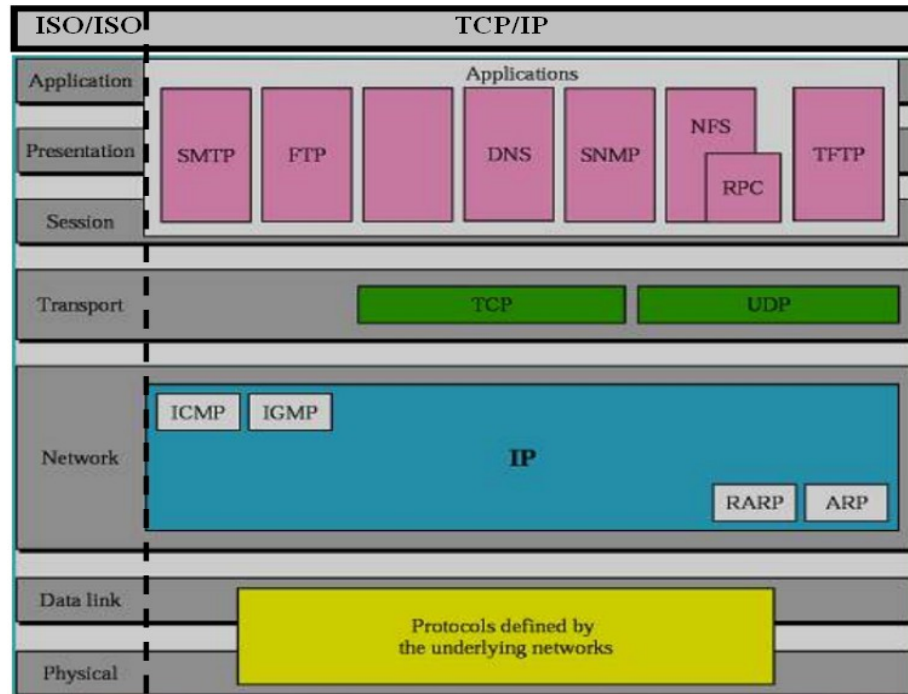 ISO/ISO TCP/IP
Application
Applications
Presentation
SMTP FTP DNS SNMP NFS TFTP
RPC
Session
Transport
TCP UDP
ICMP IGMP
Network
IP
RARP ARP
Data link
Protocols defined by
the underlying networks
Physical